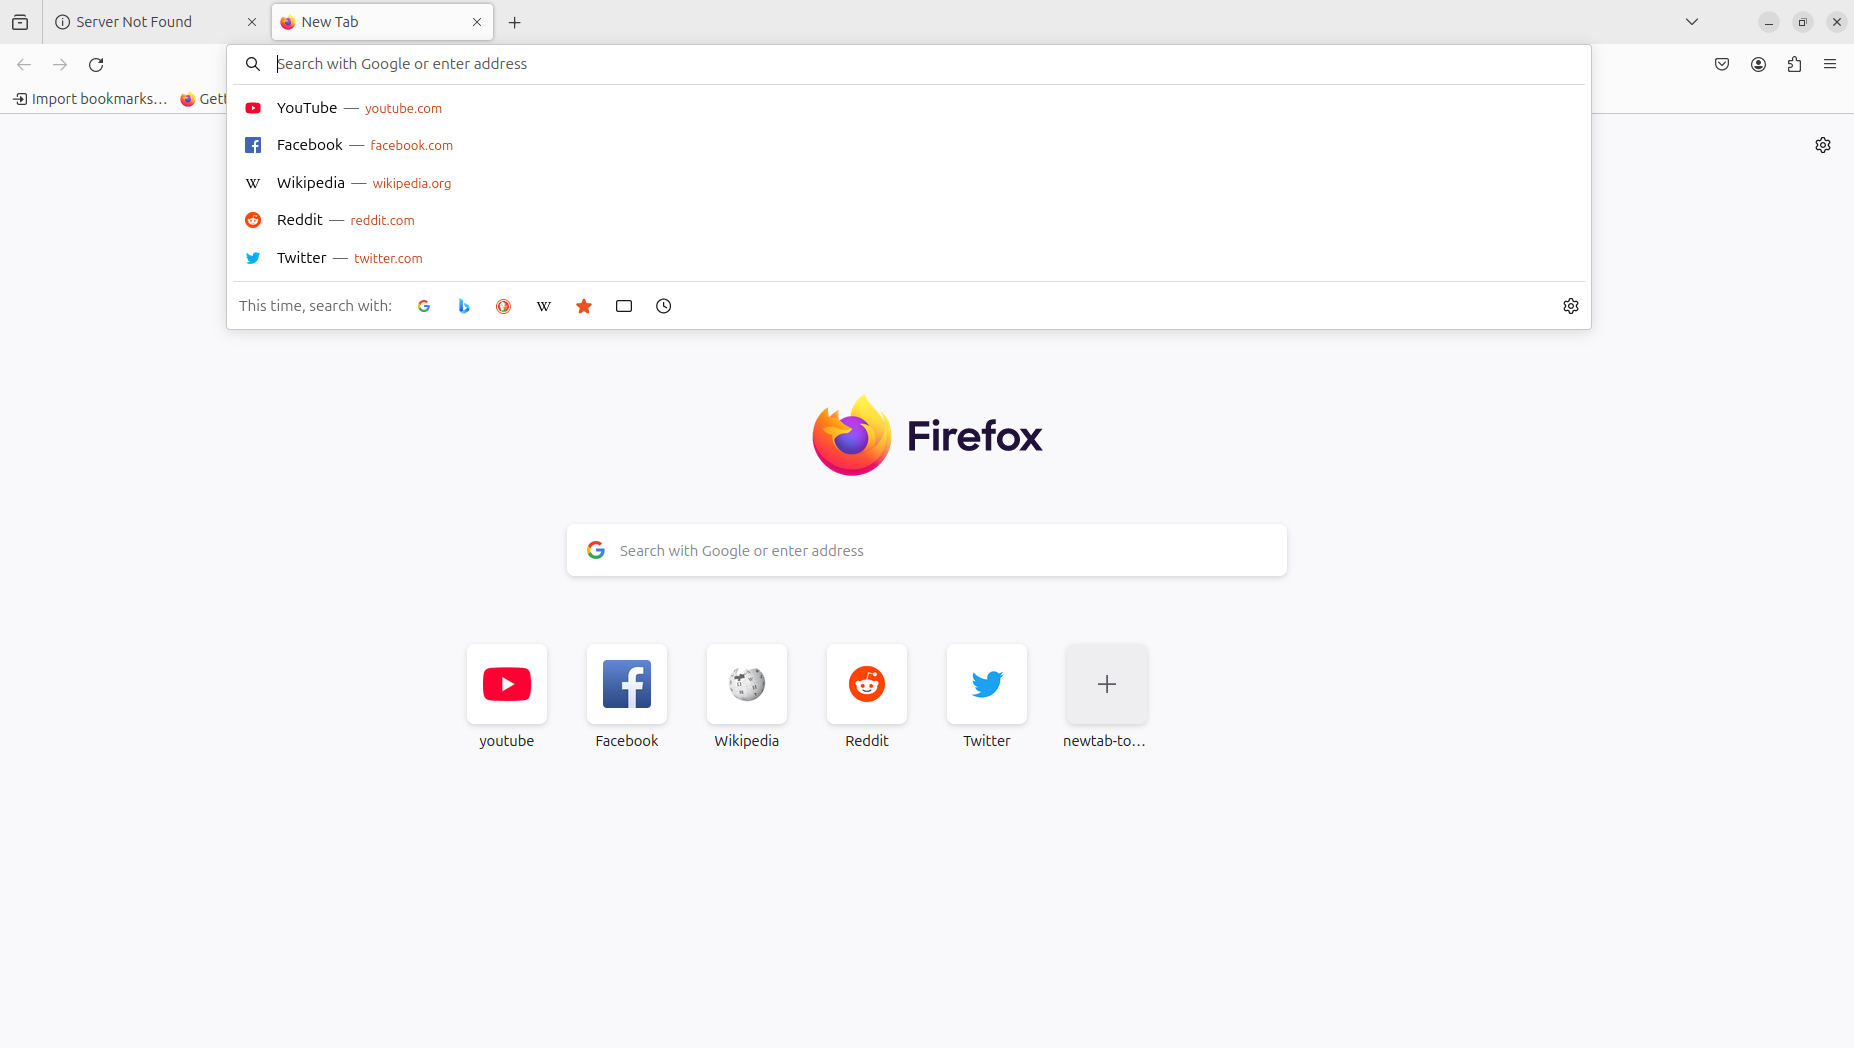 Server Not Found
New Tab
Search with Google or enter address
Import bookmarks...
YouTube — youtube.com
Facebook — facebook.com
Wikipedia — wikipedia.org
Reddit — reddit.com
Twitter — twitter.com
This time, search with:
Firefox
Search with Google or enter address
youtube
Facebook
Wikipedia
Reddit
Twitter
newtab-to...